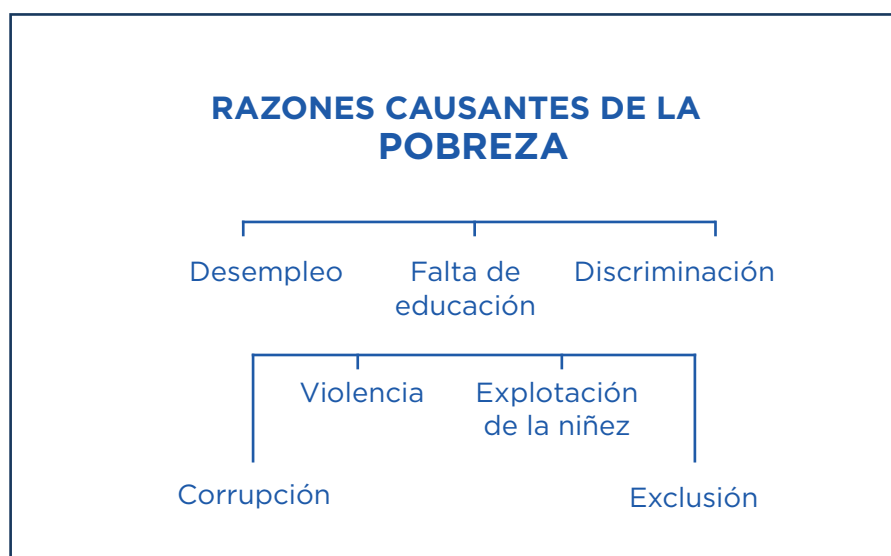 RAZONES CAUSANTES DE LA
POBREZA
Desempleo
Falta de
educación
Discriminación
Violencia
Explotación
de la niñez
Corrupción
Exclusión